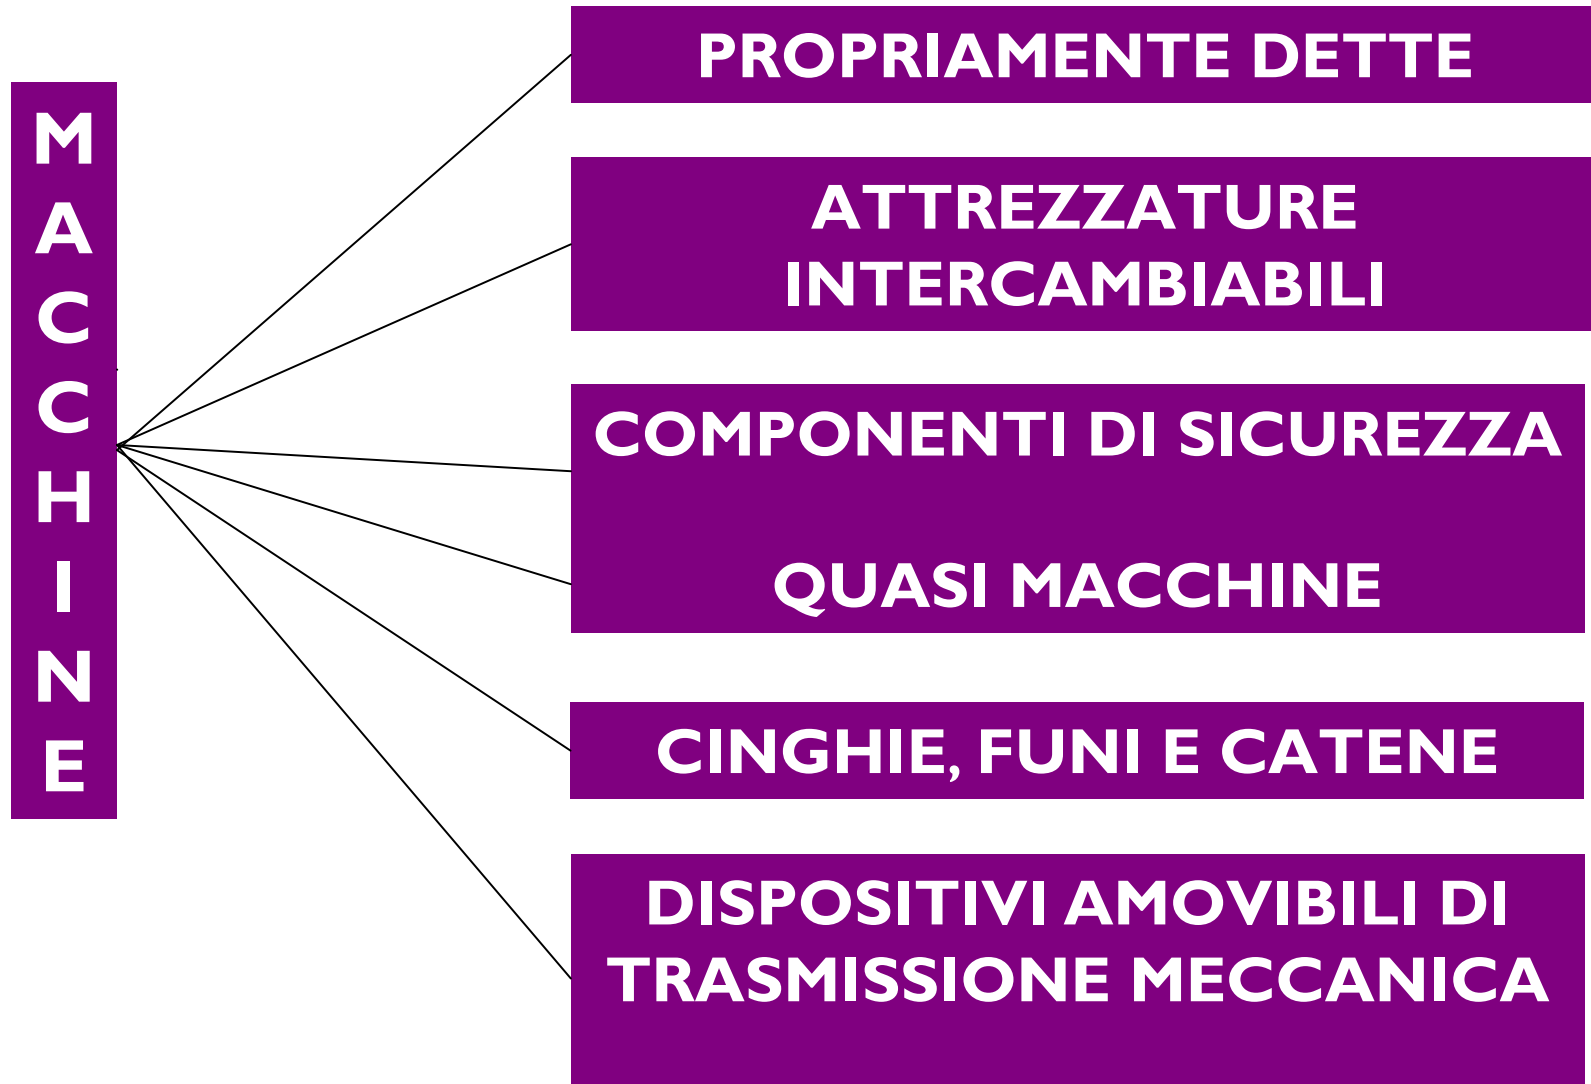 MACCHINE
PROPRIAMENTE DETTE
ATTREZZATURE
INTERCAMBIABILI
COMPONENTI DI SICUREZZA
QUASI MACCHINE
CINGHIE, FUNI E CATENE
DISPOSITIVI AMOVIBILI DI
TRASMISSIONE MECCANICA